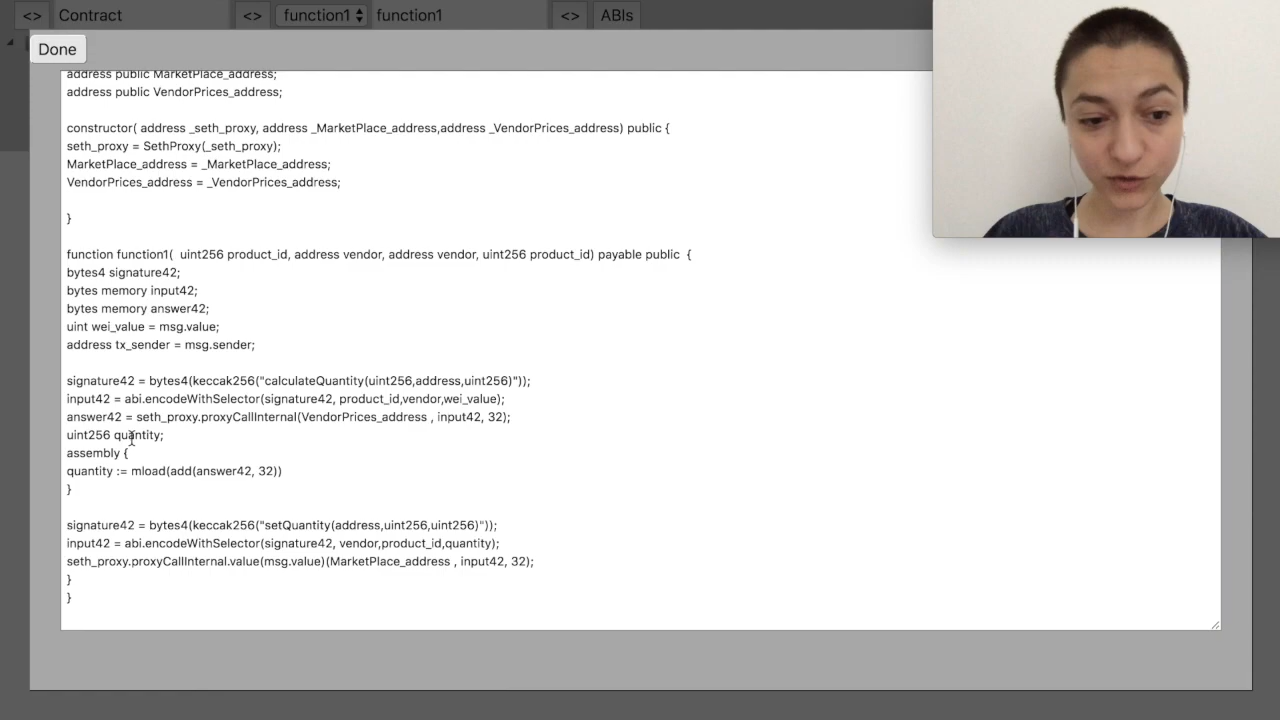 <> Contract <> function1 function1 <> ABIs
Done
address public MarketPlace_address;
address public VendorPrices_address;
constructor( address _seth_proxy, address _MarketPlace_address,address _VendorPrices_address) public {
seth_proxy = SethProxy(_seth_proxy);
MarketPlace_address = _MarketPlace_address;
VendorPrices_address = _VendorPrices_address;
}
function function1(  uint256 product_id, address vendor, address vendor, uint256 product_id) payable public  {
bytes4 signature42;
bytes memory input42;
bytes memory answer42;
uint wei_value = msg.value;
address tx_sender = msg.sender;
signature42 = bytes4(keccak256("calculateQuantity(uint256,address,uint256)"));
input42 = abi.encodeWithSelector(signature42, product_id,vendor,wei_value);
answer42 = seth_proxy.proxyCallInternal(VendorPrices_address , input42, 32);
uint256 quantity;
assembly {
quantity := mload(add(answer42, 32))
}
signature42 = bytes4(keccak256("setQuantity(address,uint256,uint256)"));
input42 = abi.encodeWithSelector(signature42, vendor,product_id,quantity);
seth_proxy.proxyCallInternal.value(msg.value)(MarketPlace_address , input42, 32);
}
}